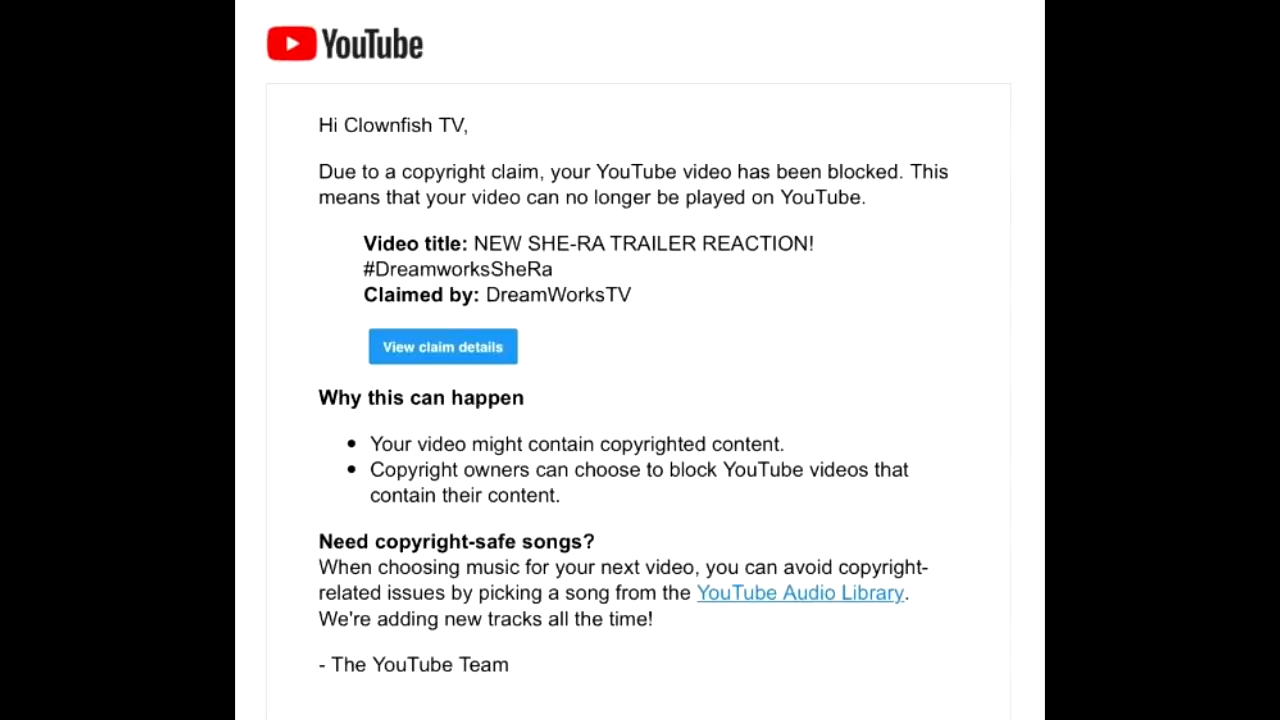 YouTube
Hi Clownfish TV,
Due to a copyright claim, your YouTube video has been blocked. This
means that your video can no longer be played on YouTube.
Video title: NEW SHE-RA TRAILER REACTION!
#DreamworksSheRa
Claimed by: DreamWorksTV
View claim details
Why this can happen
• Your video might contain copyrighted content.
• Copyright owners can choose to block YouTube videos that
contain their content.
Need copyright-safe songs?
When choosing music for your next video, you can avoid copyright-
related issues by picking a song from the YouTube Audio Library.
We're adding new tracks all the time!
- The YouTube Team